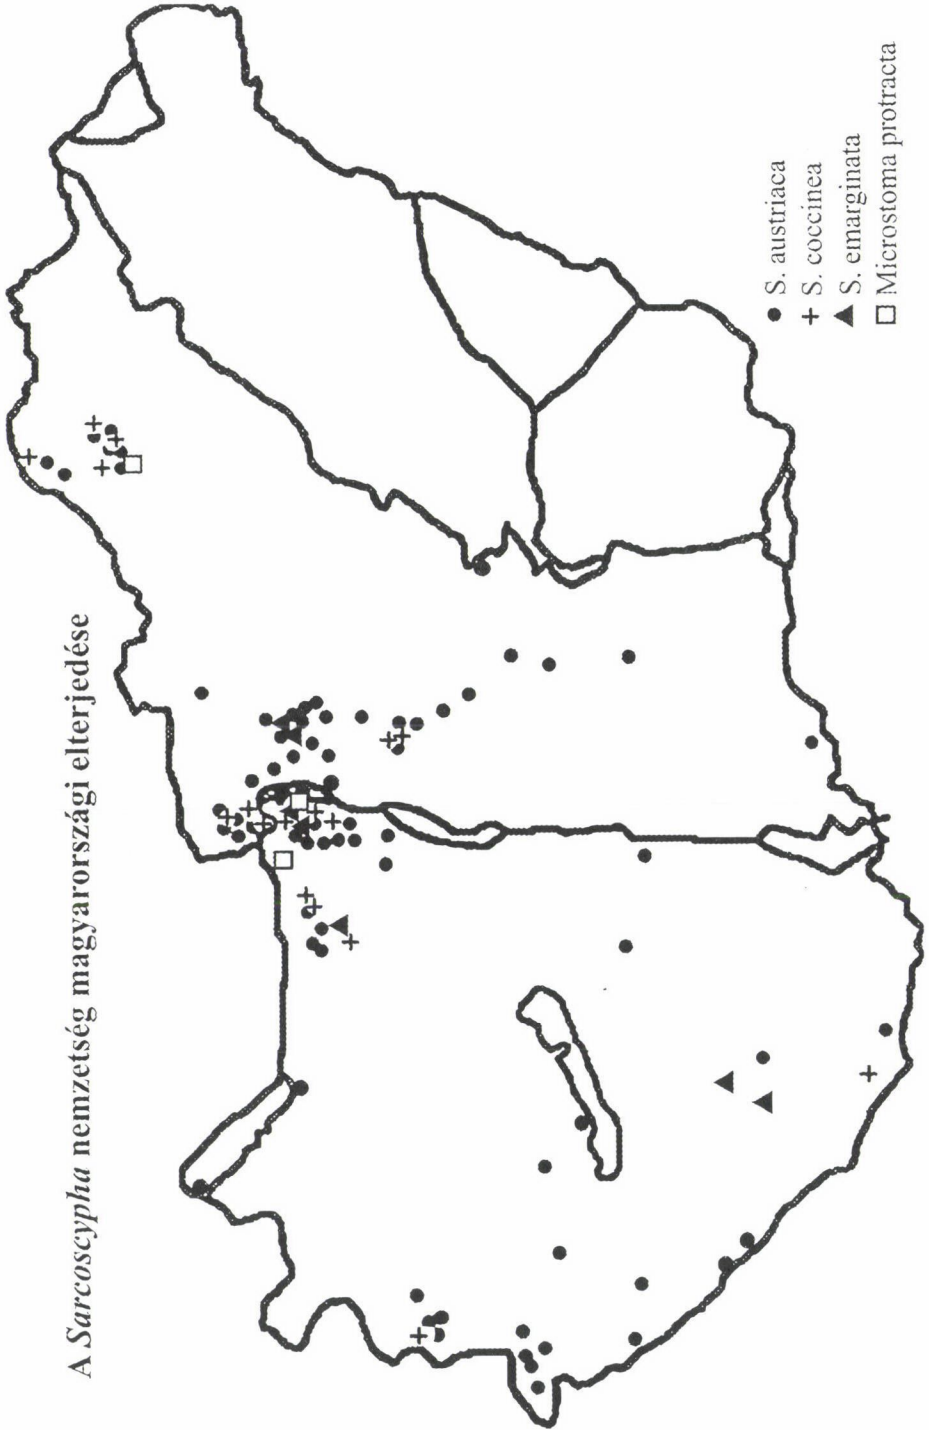 A Sarcoscypha nemzetség magyarországi elterjedése
S. austriaca
S. coccinea
S. emarginata
Microstoma protracta